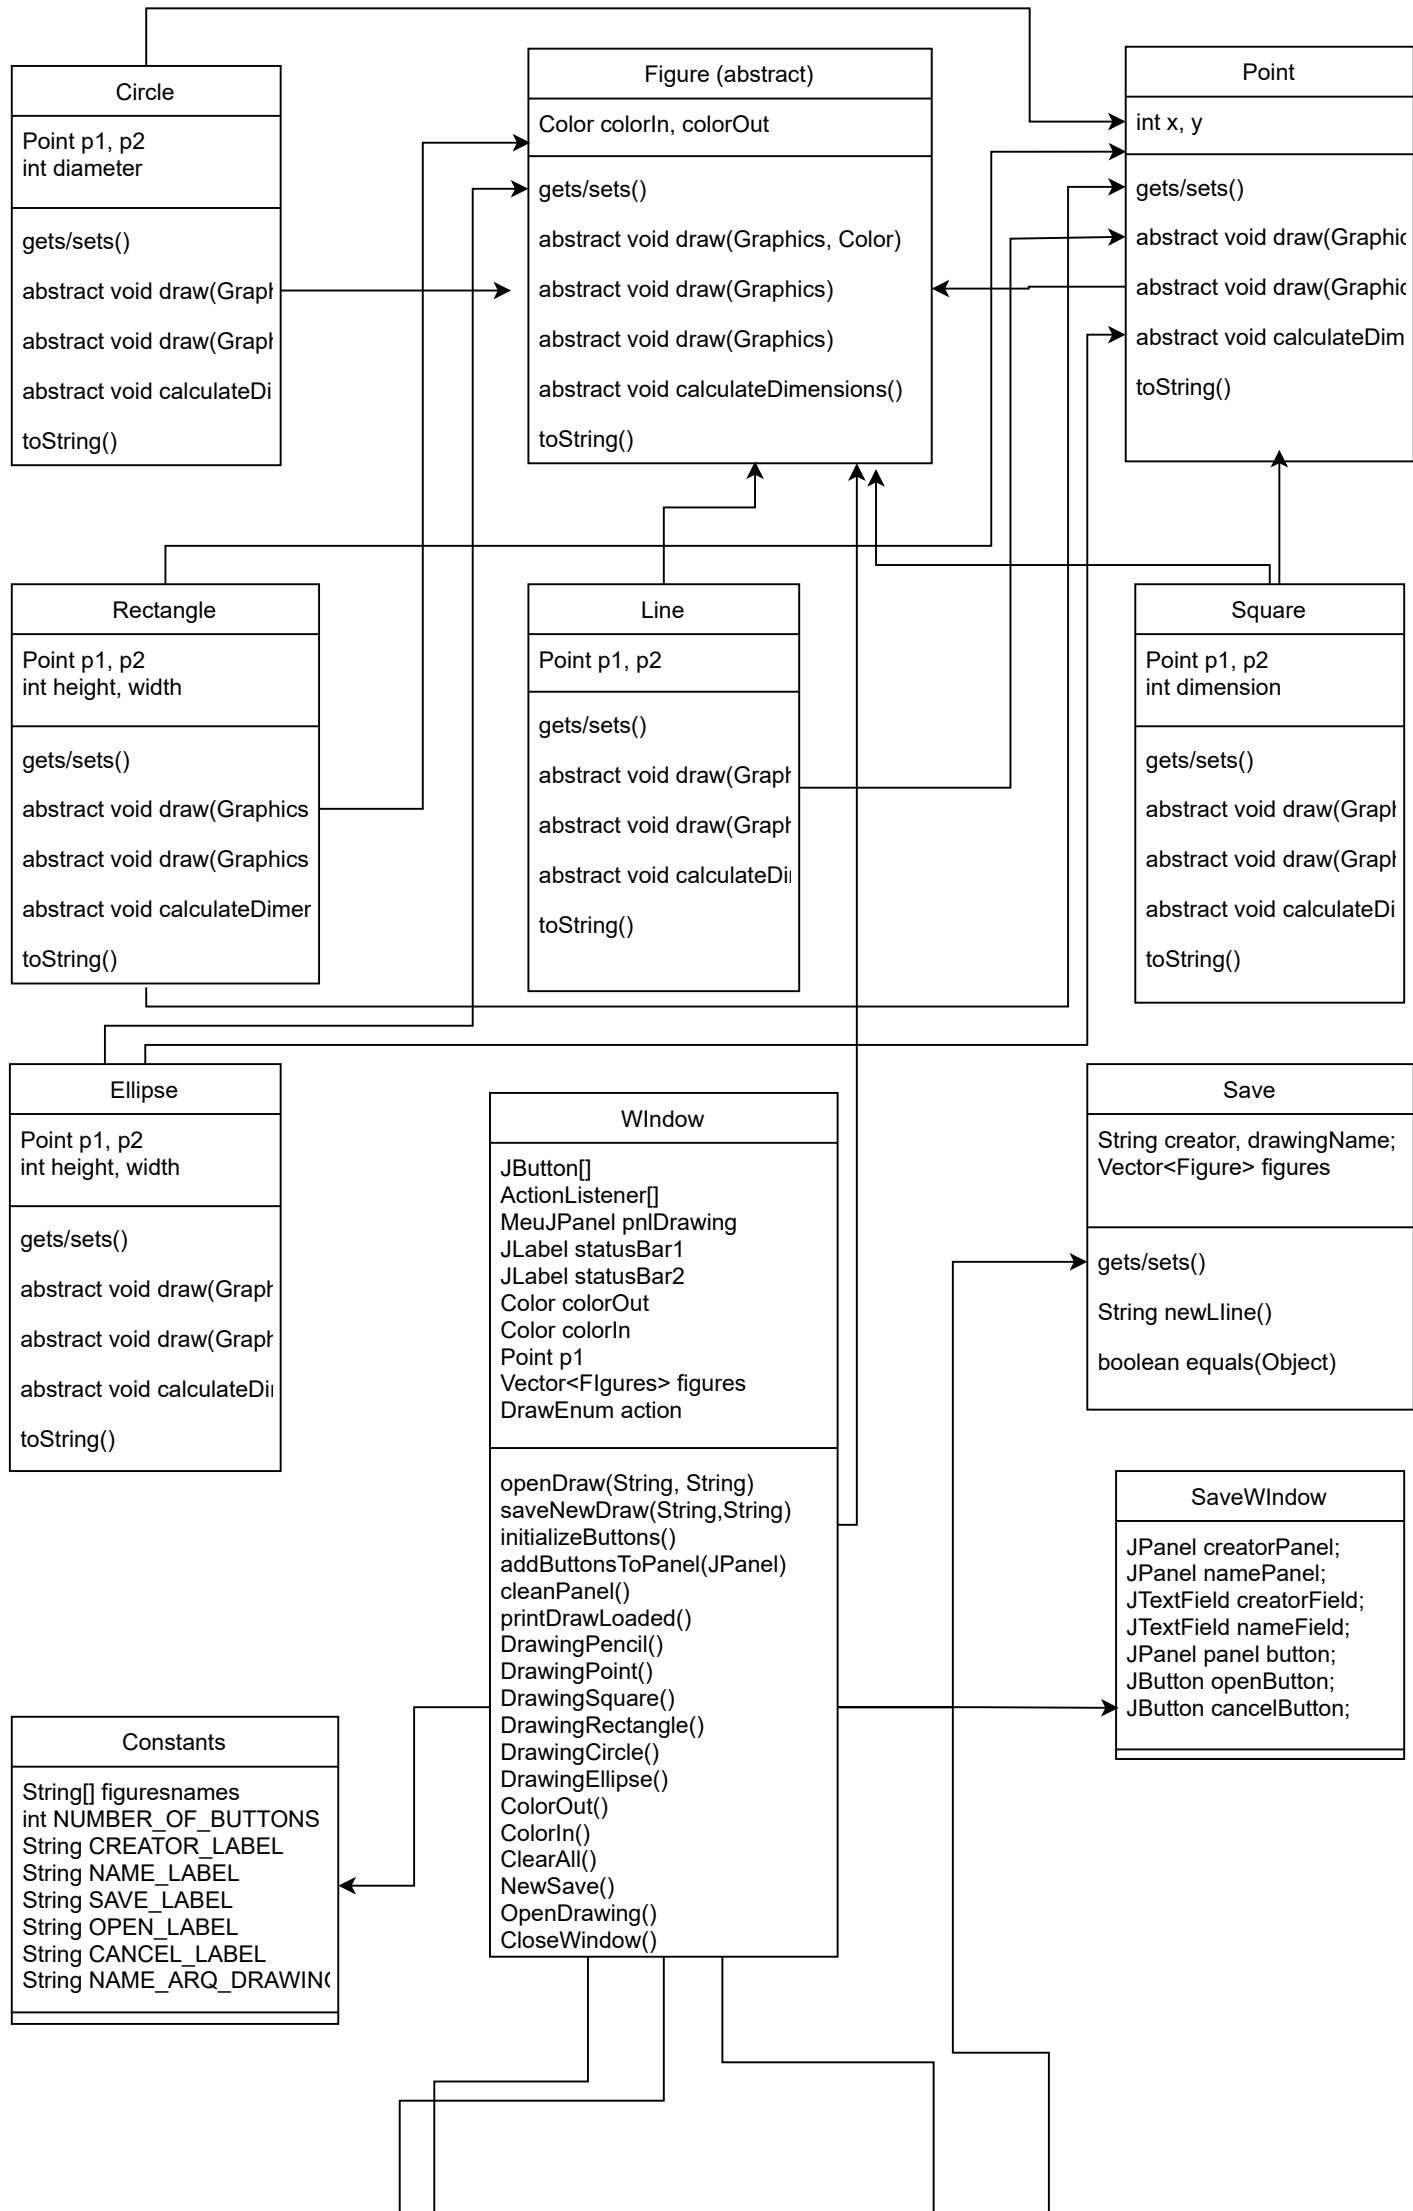 Circle
Point p1, p2
int diameter
gets/sets()
abstract void draw(Graph
abstract void draw(Graph
abstract void calculateDi
toString()
Figure (abstract)
Color colorIn, colorOut
gets/sets()
abstract void draw(Graphics, Color)
abstract void draw(Graphics)
abstract void draw(Graphics)
abstract void calculateDimensions()
toString()
Point
int x, y
gets/sets()
abstract void draw(Graphic
abstract void draw(Graphic
abstract void calculateDim
toString()
Rectangle
Point p1, p2
int height, width
gets/sets()
abstract void draw(Graphics
abstract void draw(Graphics
abstract void calculateDimer
toString()
Line
Point p1, p2
gets/sets()
abstract void draw(Graph
abstract void draw(Graph
abstract void calculateDi
toString()
Square
Point p1, p2
int dimension
gets/sets()
abstract void draw(Graph
abstract void draw(Graph
abstract void calculateDi
toString()
Ellipse
Point p1, p2
int height, width
gets/sets()
abstract void draw(Graph
abstract void draw(Graph
abstract void calculateDi
toString()
WIndow
JButton[]
ActionListener[]
MeuJPanel pnlDrawing
JLabel statusBar1
JLabel statusBar2
Color colorOut
Color colorIn
Point p1
Vector<FIgures> figures
DrawEnum action
openDraw(String, String)
saveNewDraw(String,String)
initializeButtons()
addButtonsToPanel(JPanel)
cleanPanel()
printDrawLoaded()
DrawingPencil()
DrawingPoint()
DrawingSquare()
DrawingRectangle()
DrawingCircle()
DrawingEllipse()
ColorOut()
ColorIn()
ClearAll()
NewSave()
OpenDrawing()
CloseWindow()
Save
String creator, drawingName;
Vector<Figure> figures
gets/sets()
String newLline()
boolean equals(Object)
SaveWIndow
JPanel creatorPanel;
JPanel namePanel;
JTextField creatorField;
JTextField nameField;
JPanel panel button;
JButton openButton;
JButton cancelButton;
Constants
String[] figuresnames
int NUMBER_OF_BUTTONS
String CREATOR_LABEL
String NAME_LABEL
String SAVE_LABEL
String OPEN_LABEL
String CANCEL_LABEL
String NAME_ARQ_DRAWING